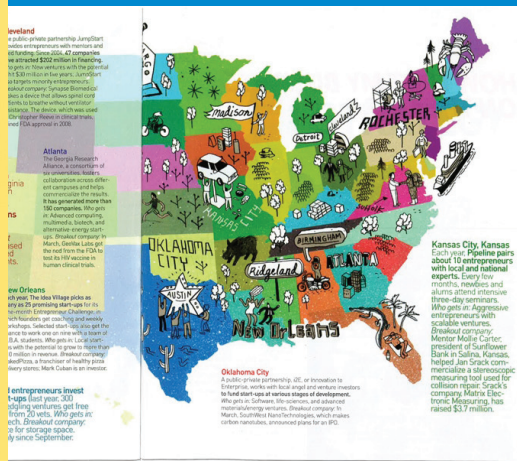 leveland
e public-private partnership JumpStart
ovides entrepreneurs with mentors and
d funding. Since 2004, 47 companies
ve attracted $202 million in financing.
ho gets in: New ventures with the potential
hit $30 million in five years. JumpStart
so targets minority entrepreneurs.
eakout company: Synapse Biomedical
akes a device that allows spinal cord
tients to breathe without ventilator
sistance. The device, which was used
Christopher Reeve in clinical trials,
ned FDA approval in 2008.
Atlanta
The Georgia Research
Alliance, a consortium of
six universities, fosters
collaboration across differ-
ent campuses and helps
commercialize the results.
It has generated more than
150 companies. Who gets
in: Advanced computing,
multimedia, biotech, and
alternative-energy start-
ups. Breakout company: In
March, GeoVax Labs got
the nod from the FDA to
test its HIV vaccine in
human clinical trials.
ginia
ns
used
d
nts.
ew Orleans
ch year, The Idea Village picks as
any as 25 promising start-ups for its
ne-month Entrepreneur Challenge, in
ich founders get coaching and weekly
orkshops. Selected start-ups also get the
ance to work one on one with a team of
B.A. students. Who gets in: Local start-
s with the potential to grow to more than
0 million in revenue. Breakout company:
kedPizza, a franchiser of healthy pizza
livery stores; Mark Cuban is an investor.
l entrepreneurs invest
t-ups (last year, 300
edgling ventures get free
from 20 vets. Who gets in:
ech. Breakout company:
e for storage space.
ly since September.
madison
Detroit
Cleveland
ROCHESTER
KANSAS CITY
Norfolk
OKLAHOMA
CITY
BIRMINGHAM
Ridgeland
ATLANTA
AUSTIN
New Orleans
Oklahoma City
A public-private partnership, i2E, or Innovation to
Enterprise, works with local angel and venture investors
to fund start-ups at various stages of development.
Who gets in: Software, life-sciences, and advanced
materials/energy ventures. Breakout company: In
March, SouthWest NanoTechnologies, which makes
carbon nanotubes, announced plans for an IPO.
Kansas City, Kansas
Each year, Pipeline pairs
about 10 entrepreneurs
with local and national
experts. Every few
months, newbies and
alums attend intensive
three-day seminars.
Who gets in: Aggressive
entrepreneurs with
scalable ventures.
Breakout company:
Mentor Mollie Carter,
president of Sunflower
Bank in Salina, Kansas,
helped Jan Srack com-
mercialize a stereoscopic
measuring tool used for
collision repair. Srack's
company, Matrix Elec-
tronic Measuring, has
raised $3.7 million.